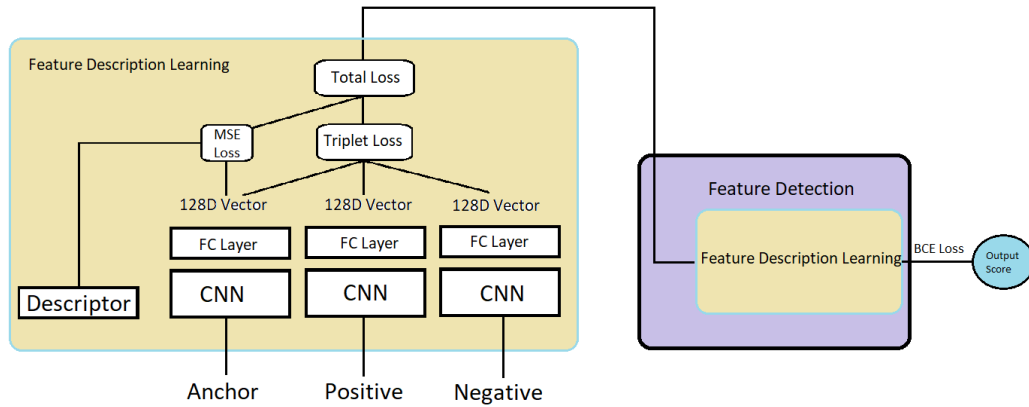 Feature Description Learning
Total Loss
MSE
Loss
Triplet Loss
128D Vector
128D Vector
128D Vector
FC Layer
FC Layer
FC Layer
Descriptor
CNN
CNN
CNN
Anchor
Positive
Negative
Feature Detection
Feature Description Learning
BCE Loss
Output
Score